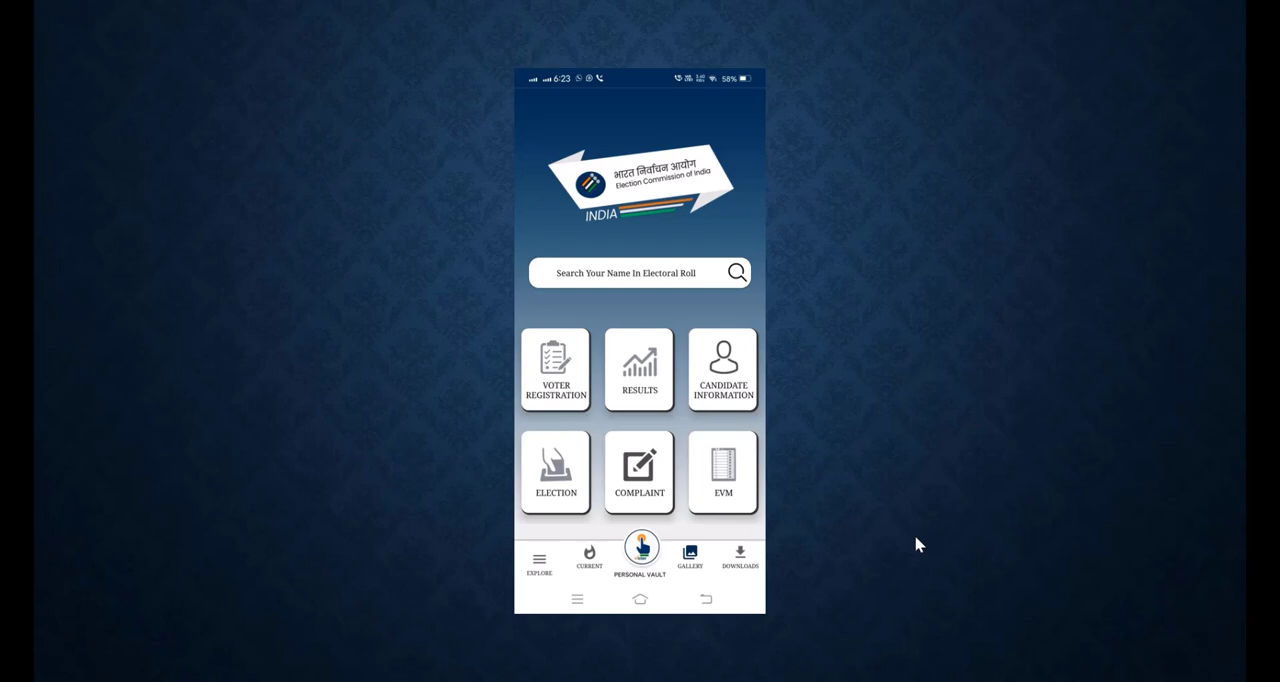 6:23
58%
भारत निर्वाचन आयोग
Election Commission of India
INDIA
Search Your Name In Electoral Roll
VOTER
REGISTRATION
RESULTS
CANDIDATE
INFORMATION
ELECTION
COMPLAINT
EVM
EXPLORE
CURRENT
PERSONAL VAULT
GALLERY
DOWNLOADS